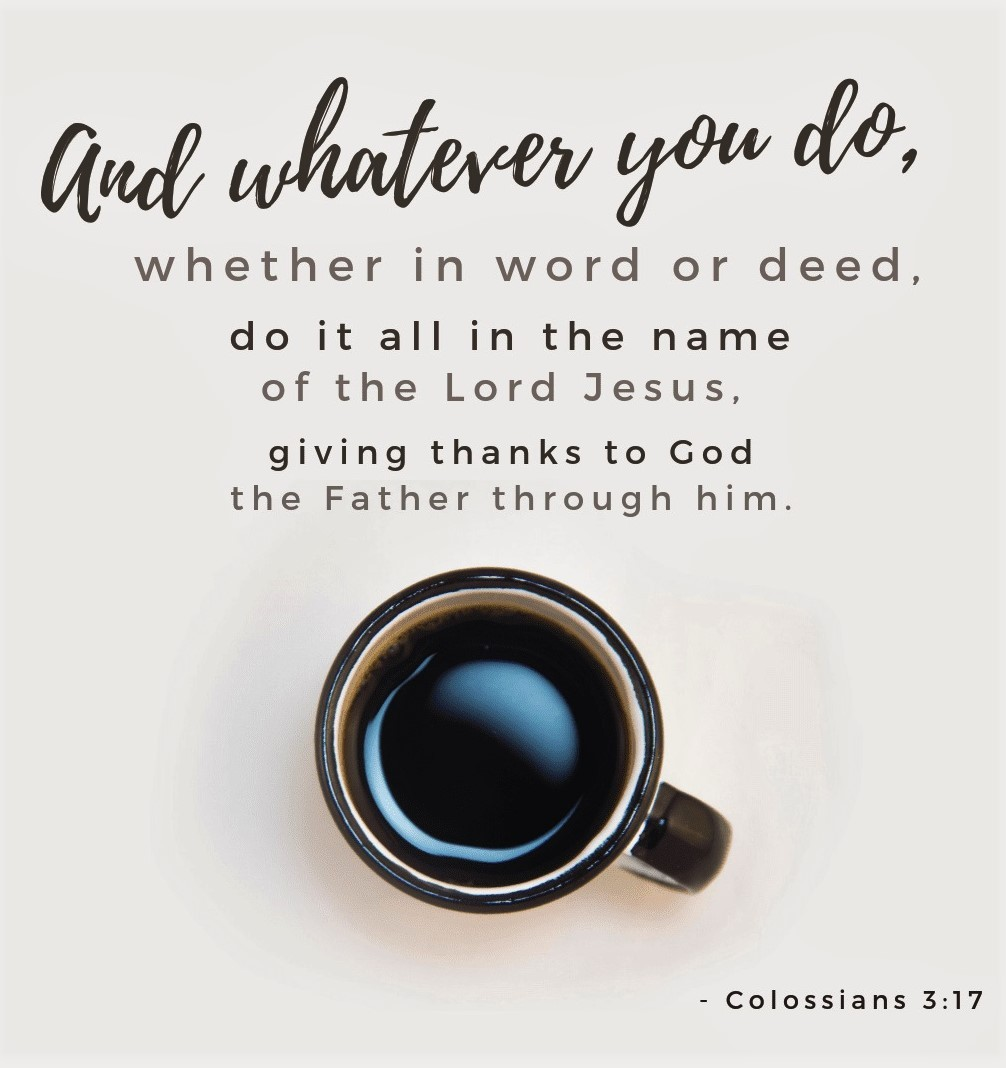 And whatever you do,
whether in word or deed,
do it all in the name
of the Lord Jesus,
giving thanks to God
the Father through him.
- Colossians 3:17